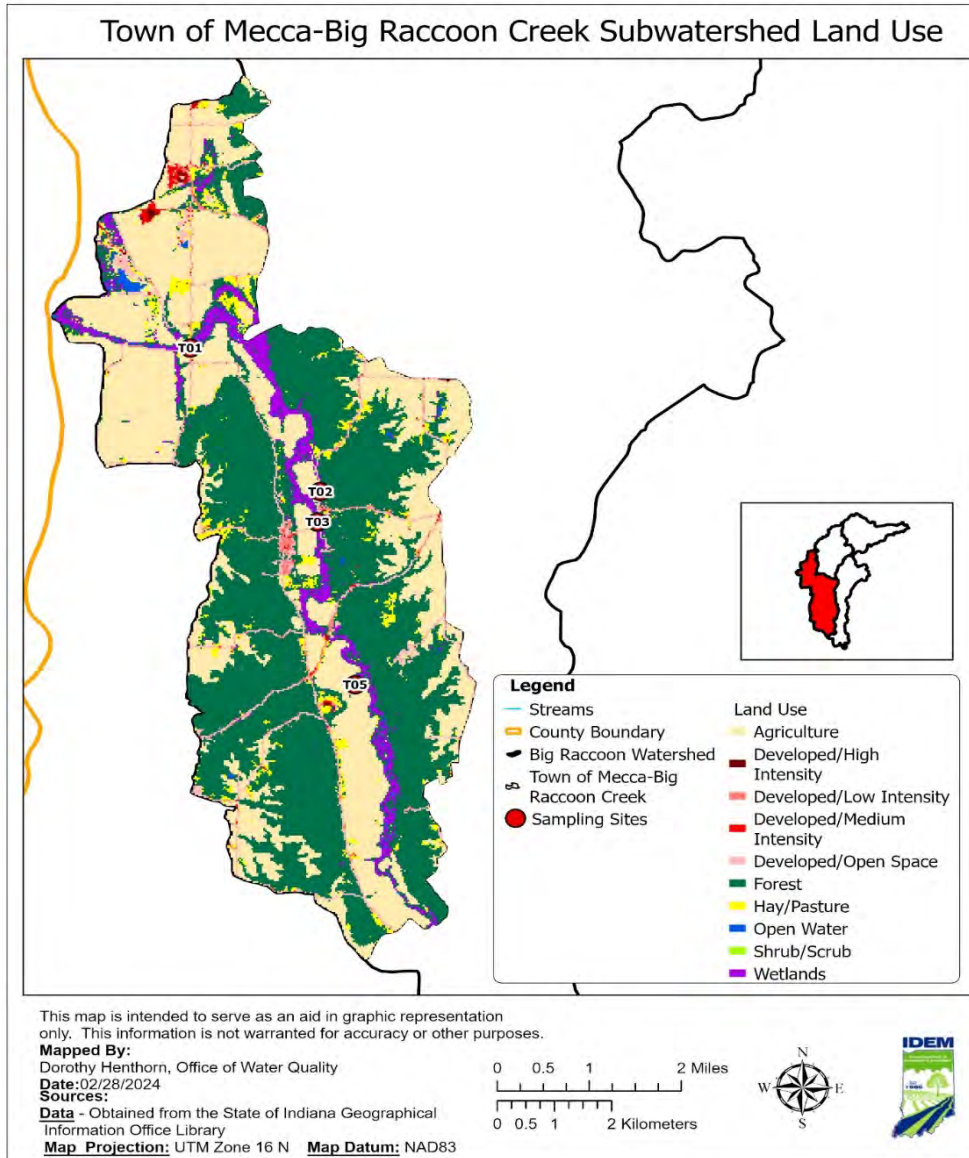 Town of Mecca-Big Raccoon Creek Subwatershed Land Use
T01
T02
T03
T05
Legend
Streams
County Boundary
Big Raccoon Watershed
Town of Mecca-Big
Raccoon Creek
Sampling Sites
Land Use
Agriculture
Developed/High
Intensity
Developed/Low Intensity
Developed/Medium
Intensity
Developed/Open Space
Forest
Hay/Pasture
Open Water
Shrub/Scrub
Wetlands
This map is intended to serve as an aid in graphic representation
only. This information is not warranted for accuracy or other purposes.
Mapped By:
Dorothy Henthorn, Office of Water Quality
Date:02/28/2024
Sources:
Data - Obtained from the State of Indiana Geographical
Information Office Library
Map Projection: UTM Zone 16 N Map Datum: NAD83
0 0.5 1 2 Miles
0 0.5 1 2 Kilometers
N
W E
S
IDEM